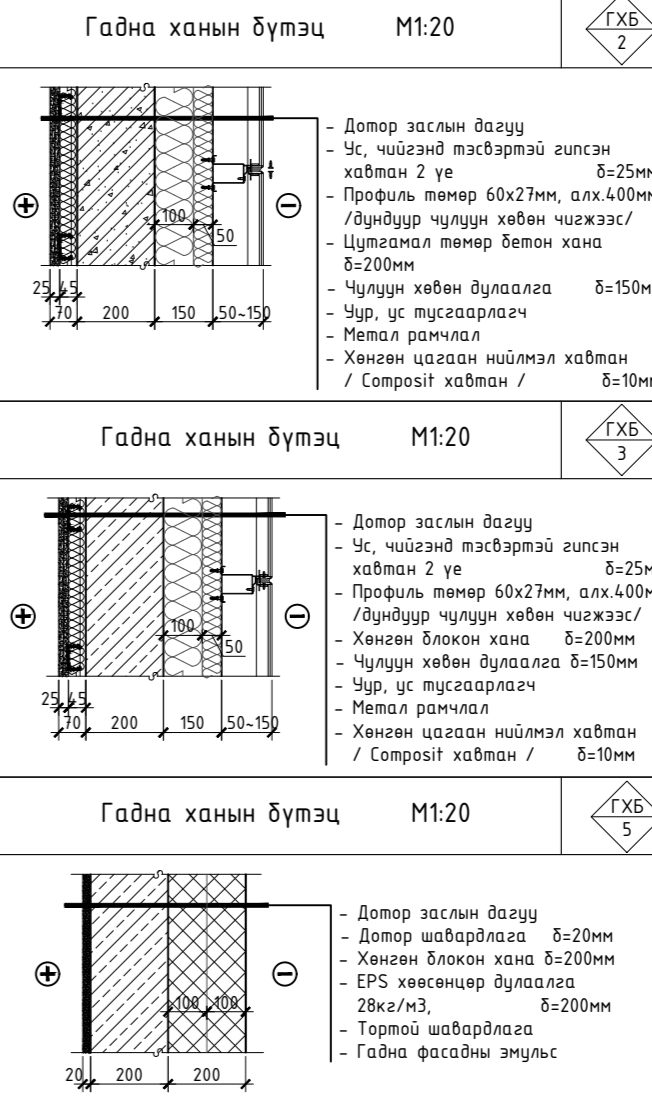 Гадна ханын бүтэц М1:20
ГХБ
2
- Дотор заслын дагуу
- Ус, чийгэнд тэсвэртэй гипсэн
хавтан 2 үе δ=25мм
- Профиль төмөр 60х27мм, алх.400мм
/дундуур чулуун хөвөн чигжээс/
- Цутгамал төмөр бетон хана
δ=200мм
- Чулуун хөвөн дулаалга δ=150м
- Уур, ус тусгаарлагч
- Метал рамчлал
- Хөнгөн цагаан нийлмэл хавтан
/ Composit хавтан / δ=10мм
100
50
25 45
70 200 150 50~150
Гадна ханын бүтэц М1:20
ГХБ
3
- Дотор заслын дагуу
- Ус, чийгэнд тэсвэртэй гипсэн
хавтан 2 үе δ=25м
- Профиль төмөр 60х27мм, алх.400м
/дундуур чулуун хөвөн чигжээс/
- Хөнгөн блокон хана δ=200мм
- Чулуун хөвөн дулаалга δ=150мм
- Уур, ус тусгаарлагч
- Метал рамчлал
- Хөнгөн цагаан нийлмэл хавтан
/ Composit хавтан / δ=10мм
100
50
25 45
70 200 150 50~150
Гадна ханын бүтэц М1:20
ГХБ
5
- Дотор заслын дагуу
- Дотор шавардлага δ=20мм
- Хөнгөн блокон хана δ=200мм
- EPS хөөсөнцөр дулаалга
28кг/м3, δ=200мм
- Тортой шавардлага
- Гадна фасадны эмульс
100 100
20 200 200